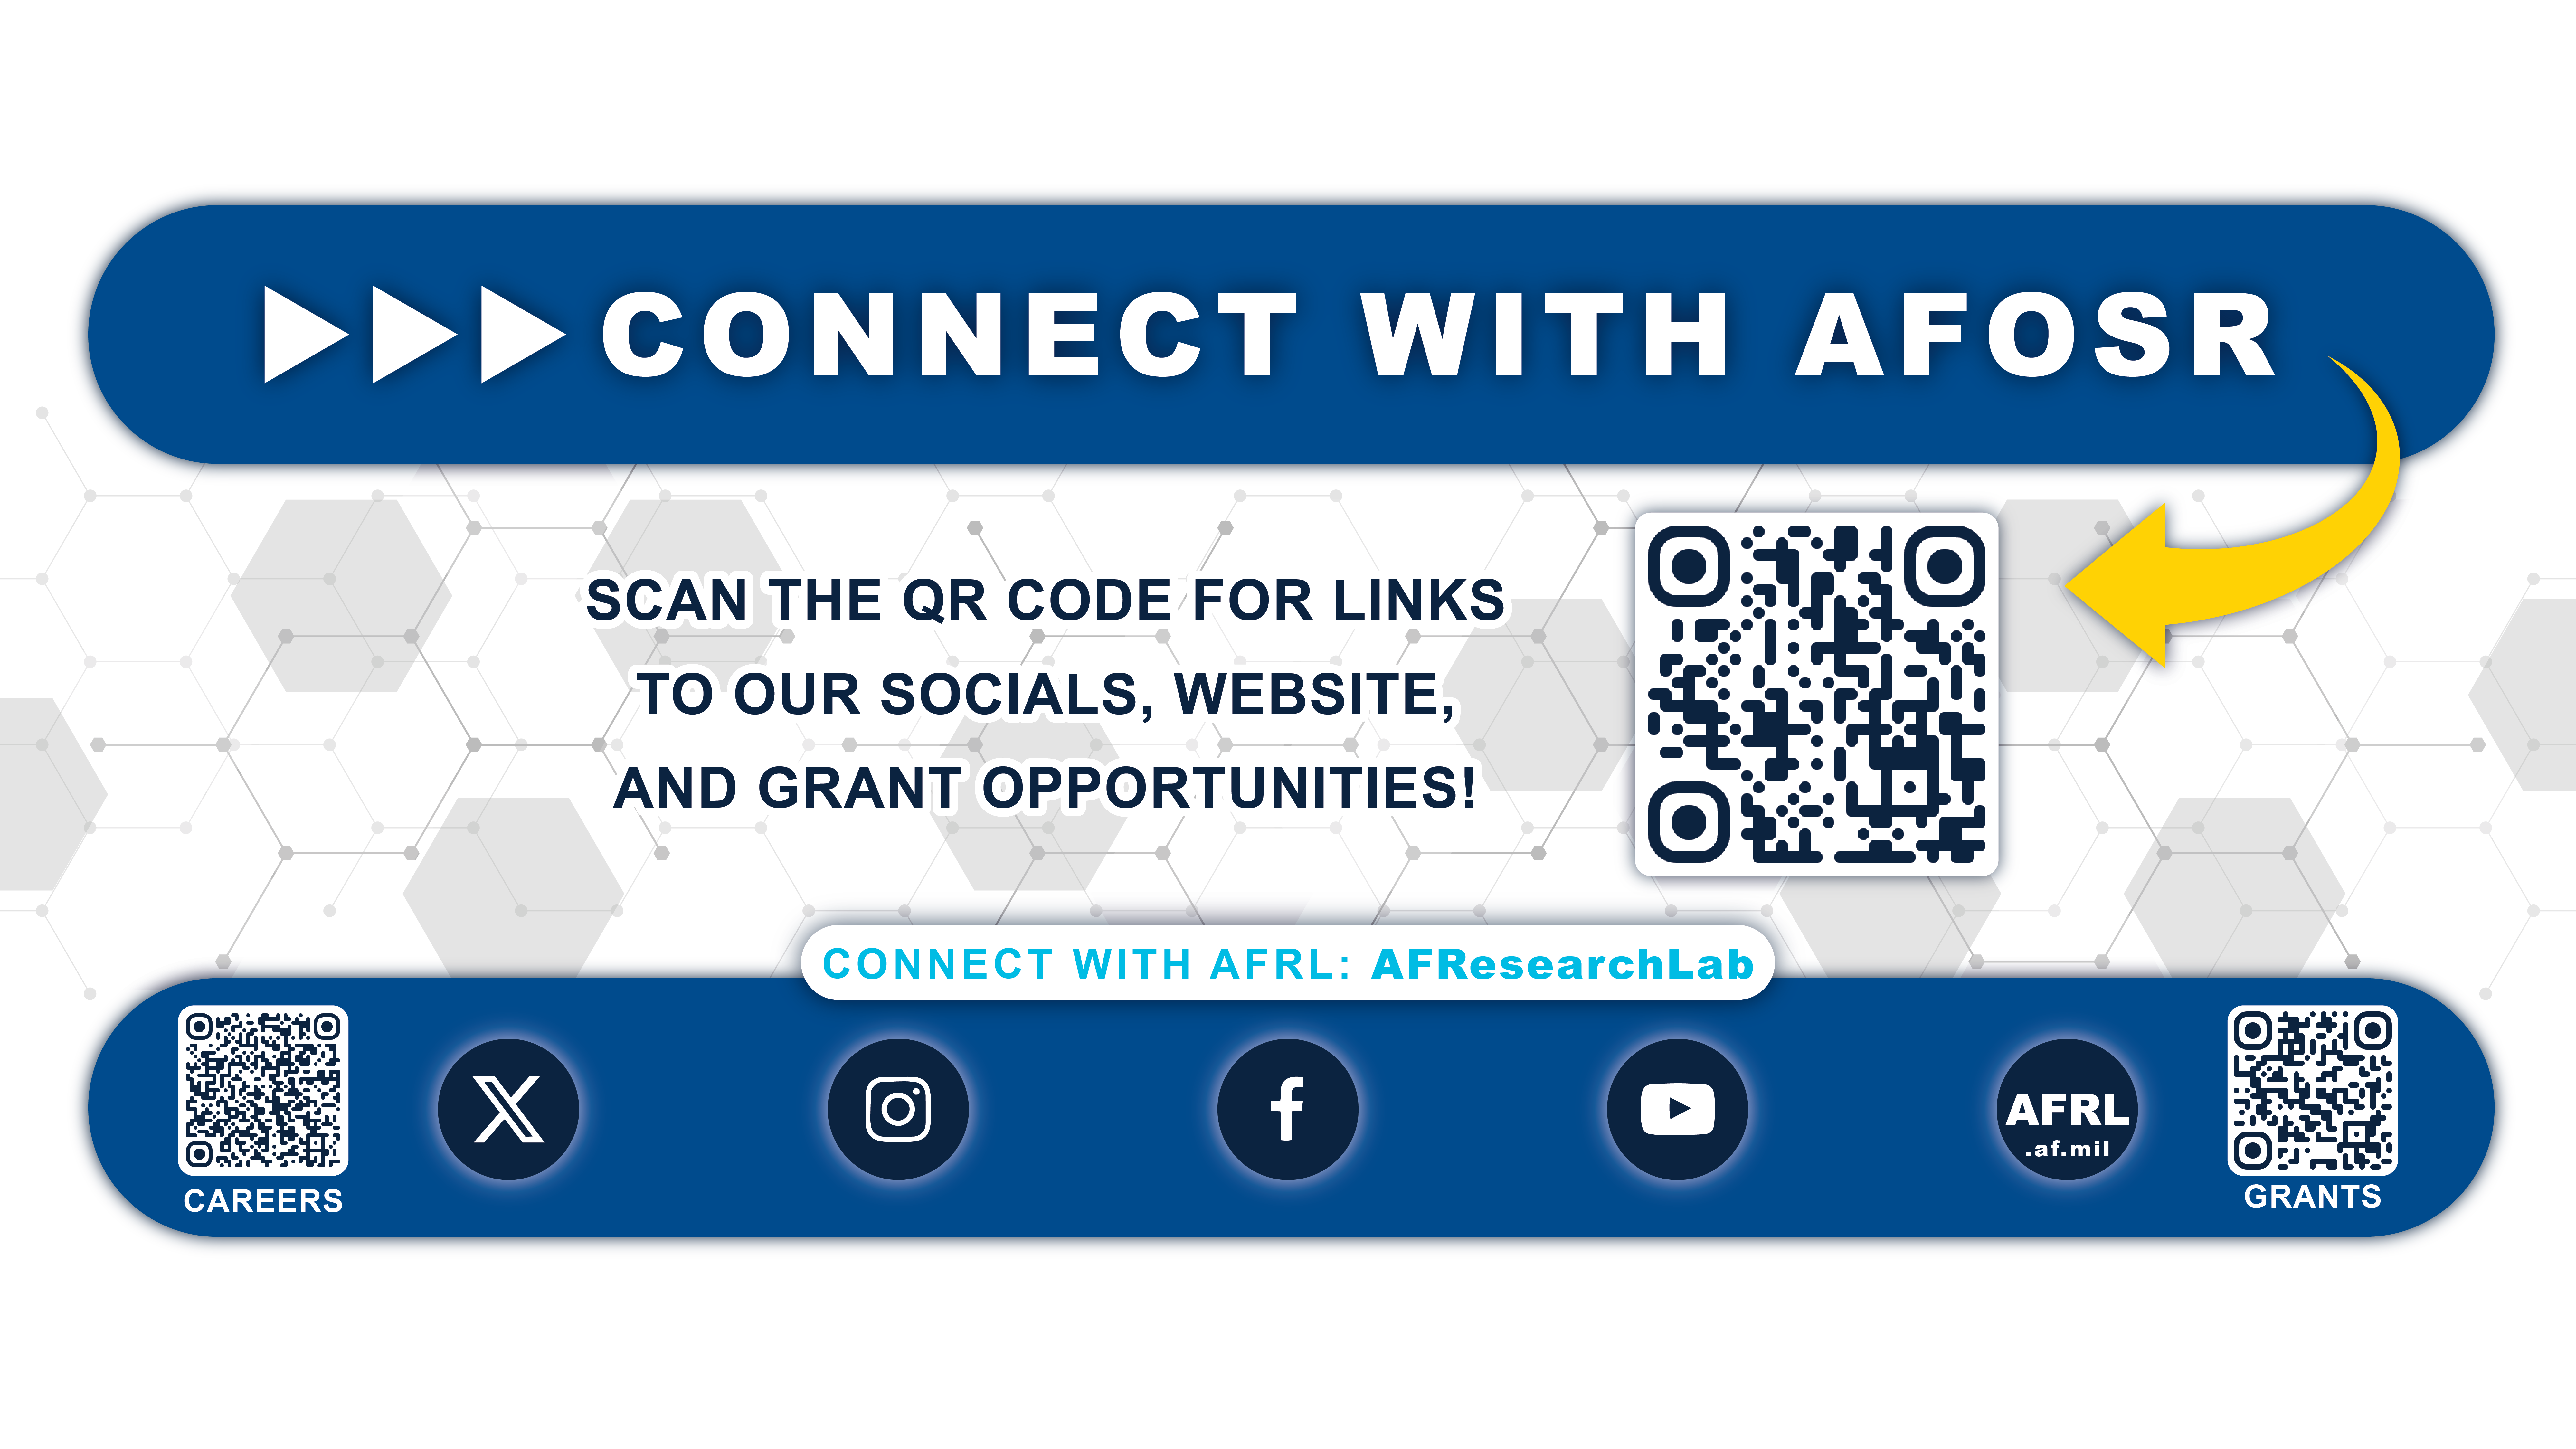 CONNECT WITH AFOSR
SCAN THE QR CODE FOR LINKS
TO OUR SOCIALS, WEBSITE,
AND GRANT OPPORTUNITIES!
CONNECT WITH AFRL: AFResearchLab
CAREERS
AFRL
.af.mil
GRANTS